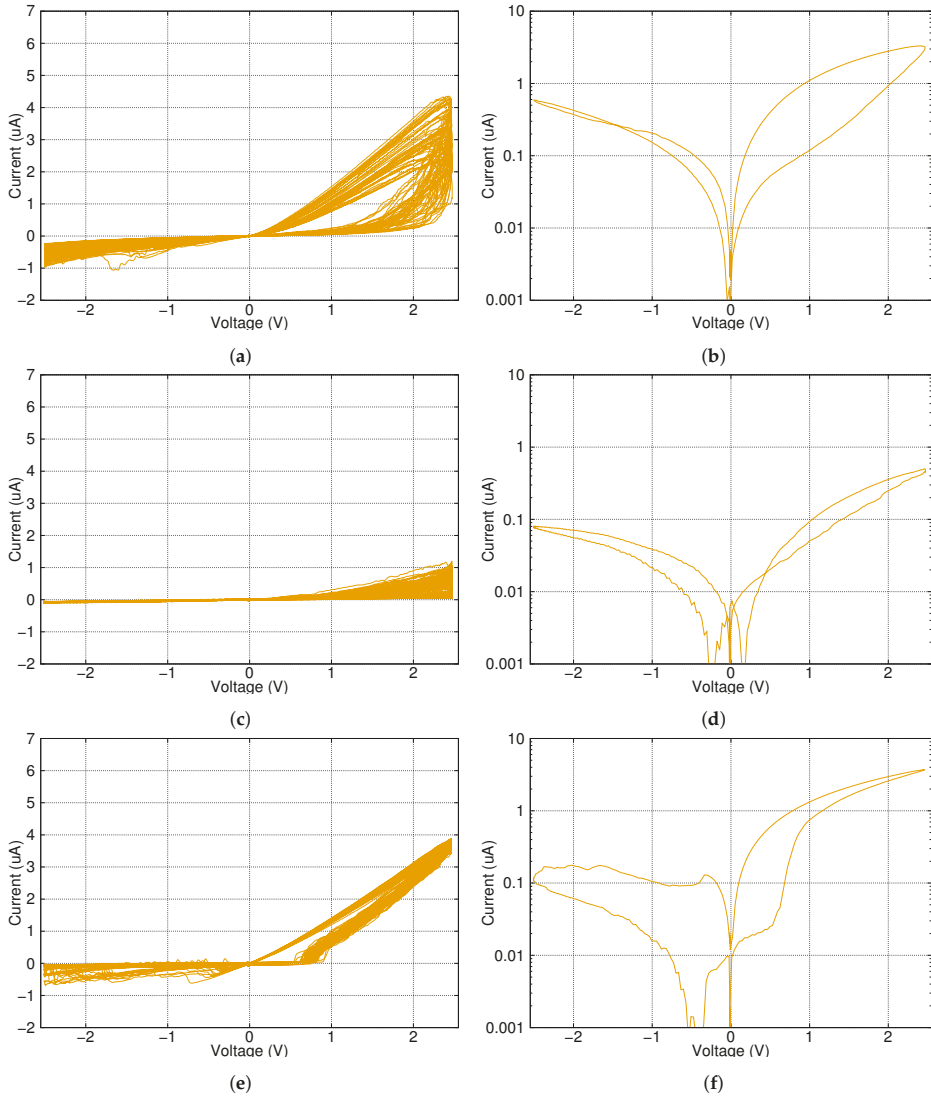 7
6
5
4
3
2
1
0
−1
−2
Current (uA)
−2 −1 0 1 2
Voltage (V)
(a)
10
1
0.1
0.01
0.001
Current (uA)
−2 −1 0 1 2
Voltage (V)
(b)
7
6
5
4
3
2
1
0
−1
−2
Current (uA)
−2 −1 0 1 2
Voltage (V)
(c)
10
1
0.1
0.01
0.001
Current (uA)
−2 −1 0 1 2
Voltage (V)
(d)
7
6
5
4
3
2
1
0
−1
−2
Current (uA)
−2 −1 0 1 2
Voltage (V)
(e)
10
1
0.1
0.01
0.001
Current (uA)
−2 −1 0 1 2
Voltage (V)
(f)